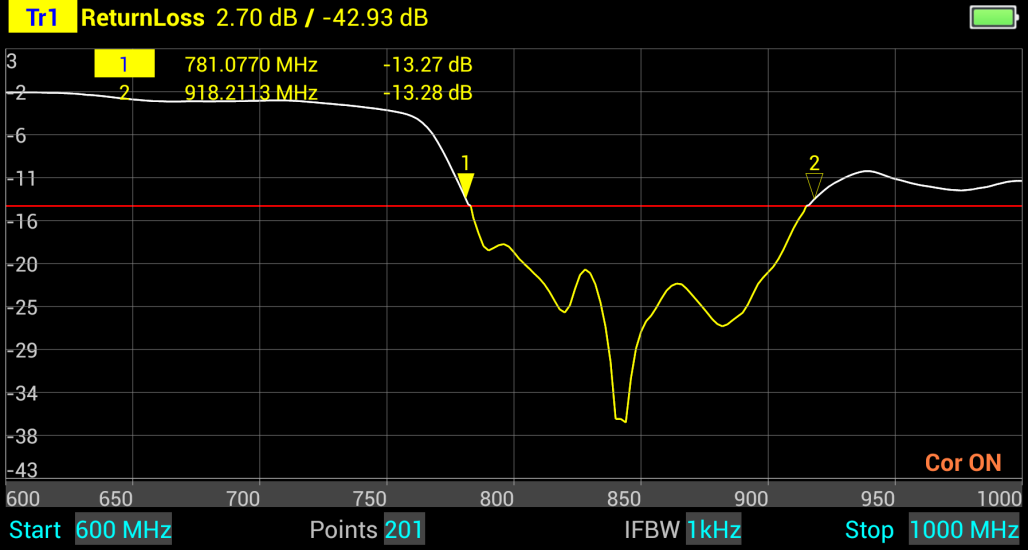 Tr1 ReturnLoss 2.70 dB / -42.93 dB
3
1 781.0770 MHz -13.27 dB
2 918.2113 MHz -13.28 dB
-2
-6
1
2
-11
-16
-20
-25
-29
-34
-38
-43
Cor ON
600 650 700 750 800 850 900 950 1000
Start 600 MHz Points 201 IFBW 1kHz Stop 1000 MHz